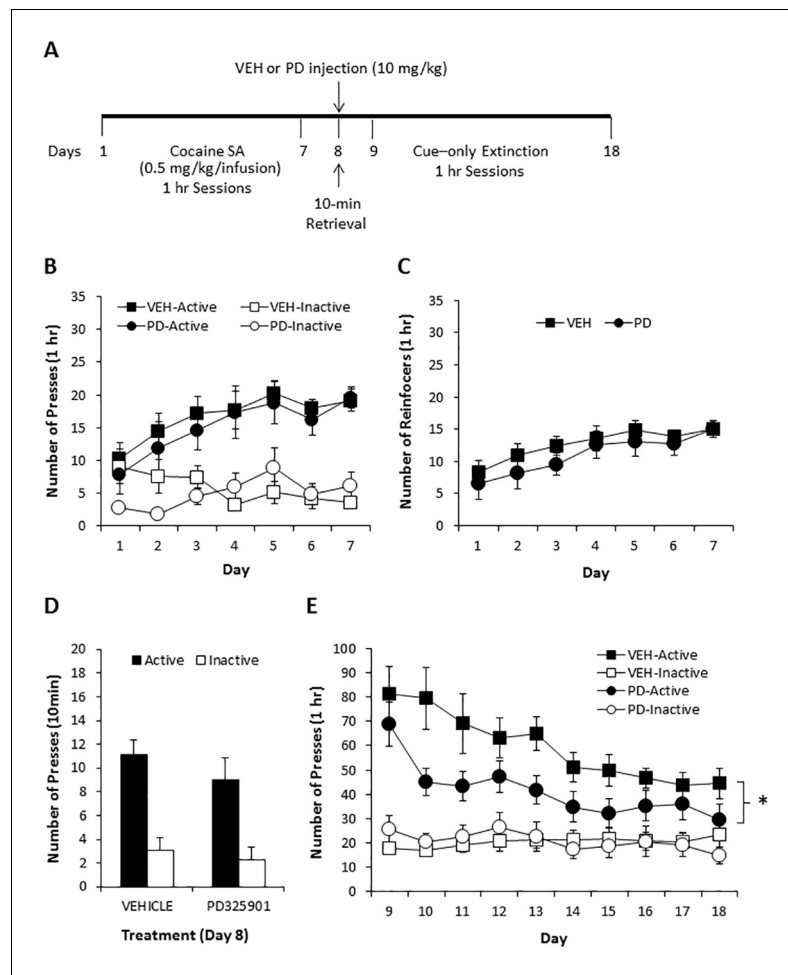 A
VEH or PD injection (10 mg/kg)
Days 1 Cocaine SA 7 8 9 Cue–only Extinction 18
(0.5 mg/kg/infusion) 1 hr Sessions
1 hr Sessions
10-min
Retrieval
B
VEH-Active VEH-Inactive
PD-Active PD-Inactive
Number of Presses (1 hr)
35
30
25
20
15
10
5
0
1 2 3 4 5 6 7
Day
C
VEH PD
Number of Reinfocers (1 hr)
35
30
25
20
15
10
5
0
1 2 3 4 5 6 7
Day
D
Active Inactive
Number of Presses (10min)
20
18
16
14
12
10
8
6
4
2
0
VEHICLE PD325901
Treatment (Day 8)
E
VEH-Active
VEH-Inactive
PD-Active
PD-Inactive
Number of Presses (1 hr)
100
90
80
70
60
50
40
30
20
10
0
*
9 10 11 12 13 14 15 16 17 18
Day